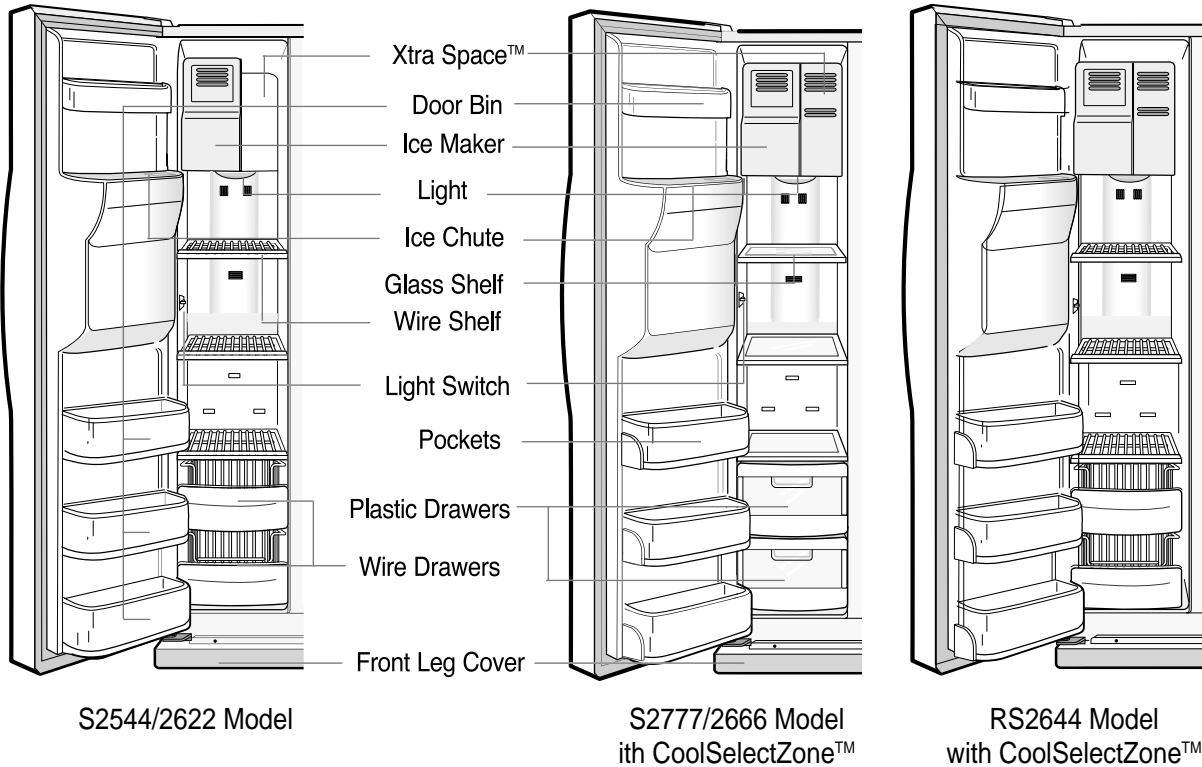 Xtra Space™
Door Bin
Ice Maker
Light
Ice Chute
Glass Shelf
Wire Shelf
Light Switch
Pockets
Plastic Drawers
Wire Drawers
Front Leg Cover
S2544/2622 Model
S2777/2666 Model
ith CoolSelectZone™
RS2644 Model
with CoolSelectZone™